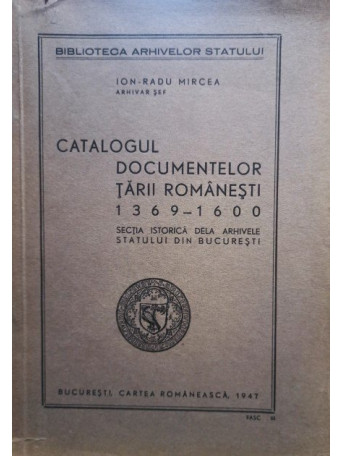 BIBLIOTECA ARHIVELOR STATULUI
ION-RADU MIRCEA
ARHIVAR ȘEF
CATALOGUL
DOCUMENTELOR
ȚĂRII ROMÂNEȘTI
1369-1600
SECȚIA ISTORICĂ DELA ARHIVELE
STATULUI DIN BUCUREȘTI
BUCUREȘTI, CARTEA ROMÂNEASCĂ, 1947
FASC.